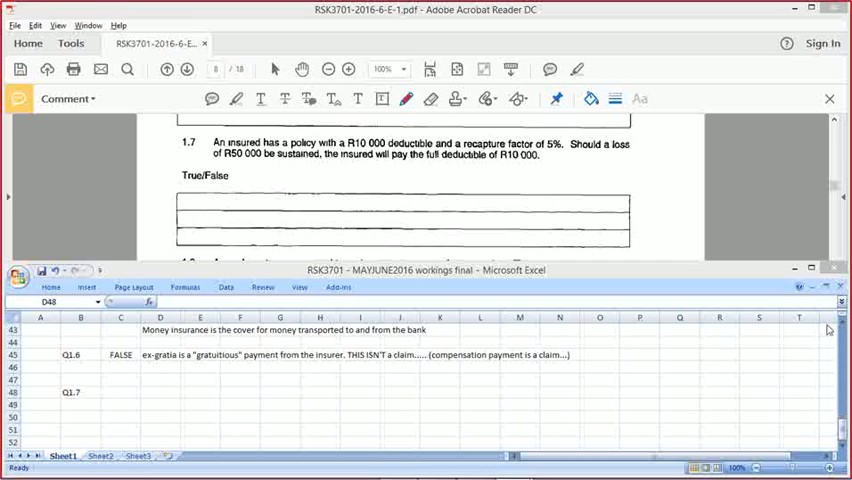 RSK3701-2016-6-E-1.pdf - Adobe Acrobat Reader DC
File Edit View Window Help
Home Tools RSK3701-2016-6-E... × Sign In
8 / 18 100%
Comment
1.7 An insured has a policy with a R10 000 deductible and a recapture factor of 5%. Should a loss
of R50 000 be sustained, the insured will pay the full deductible of R10 000.
True/False
RSK3701 - MAYJUNE2016 workings final - Microsoft Excel
Home Insert Page Layout Formulas Data Review View Add-Ins
D48 fx
A B C D E F G H I J K L M N O P Q R S T
43 Money insurance is the cover for money transported to and from the bank
44
45 Q1.6 FALSE ex-gratia is a "gratuitious" payment from the insurer. THIS ISN'T a claim..... (compensation payment is a claim...)
46
47
48 Q1.7
49
50
51
52
Sheet1 Sheet2 Sheet3
Ready 100%